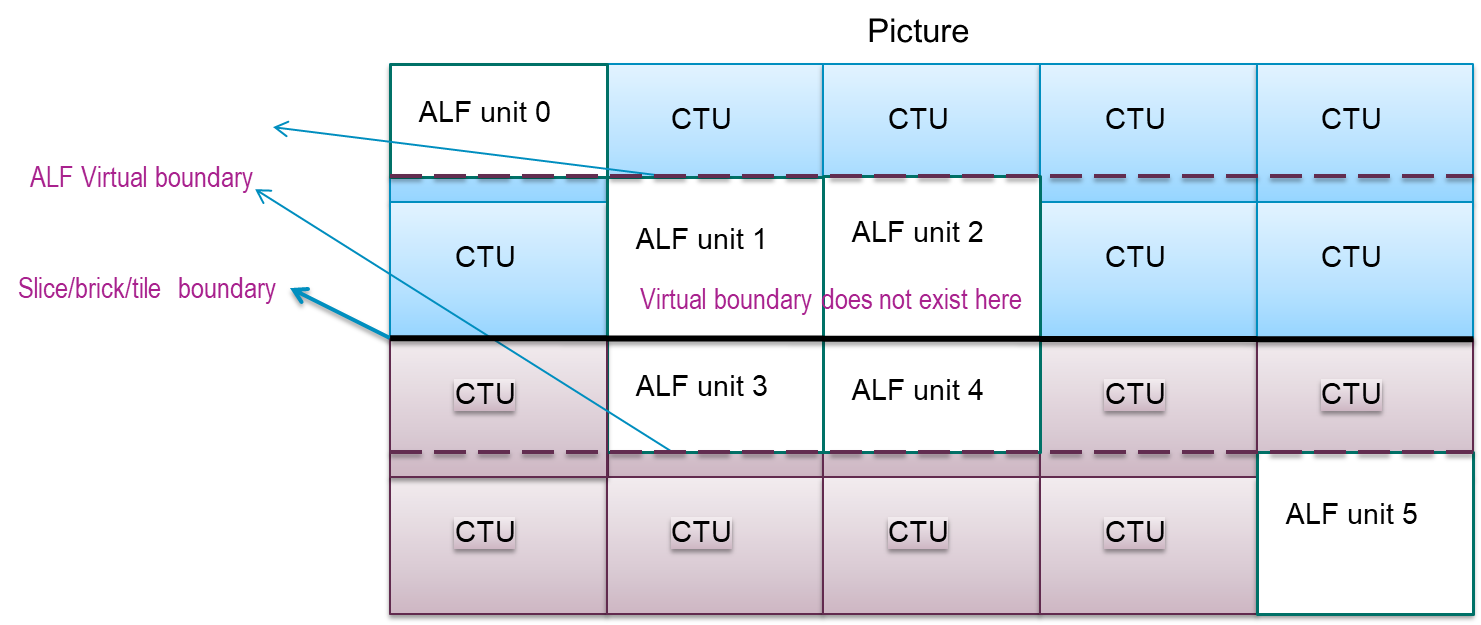 Picture
ALF unit 0
CTU
CTU
CTU
CTU
ALF Virtual boundary
CTU
ALF unit 1
ALF unit 2
CTU
CTU
Slice/brick/tile boundary
Virtual boundary does not exist here
CTU
ALF unit 3
ALF unit 4
CTU
CTU
CTU
CTU
CTU
CTU
ALF unit 5